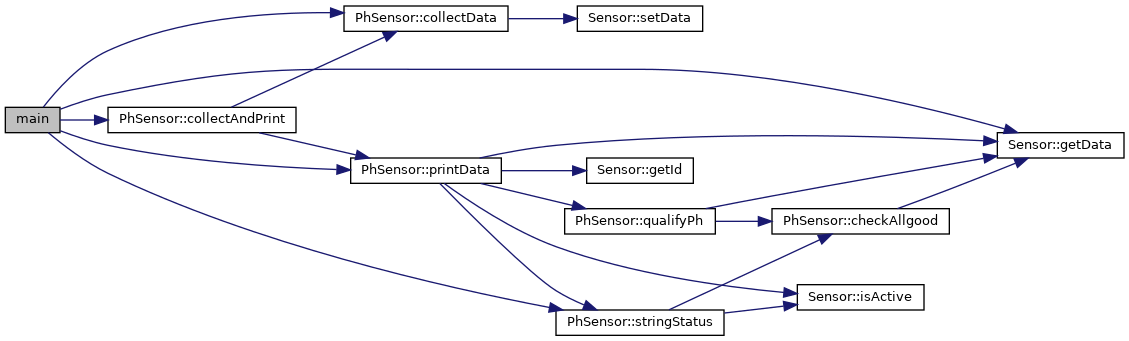 PhSensor::collectData
Sensor::setData
main
PhSensor::collectAndPrint
Sensor::getData
PhSensor::printData
Sensor::getId
PhSensor::qualifyPh
PhSensor::checkAllgood
Sensor::isActive
PhSensor::stringStatus